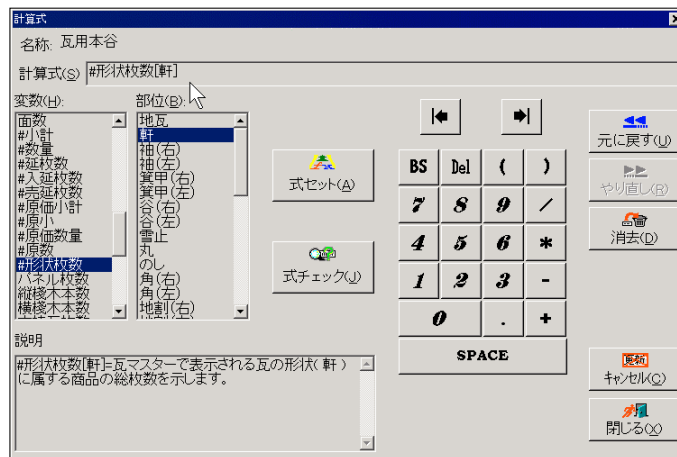 計算式
名称: 瓦用本谷
計算式(S) #形状枚数[軒]
変数(H):
面数
#小計
#数量
#延枚数
#入延枚数
#売延枚数
#原価小計
#原小
#原価数量
#原数
#形状枚数
パネル枚数
縦桟木本数
横桟木本数
部位(B):
地瓦
軒
袖(右)
袖(左)
箕甲(右)
箕甲(左)
谷(右)
谷(左)
雪止
丸
のし
角(右)
角(左)
地割(右)
式セット(A)
式チェック(J)
BS Del ( )
7 8 9 /
4 5 6 *
1 2 3 -
0 . +
SPACE
元に戻す(U)
やり直し(R)
消去(D)
更新
キャンセル(C)
閉じる(X)
説明
#形状枚数[軒]=瓦マスターで表示される瓦の形状( 軒 )
に属する商品の総枚数を示します。